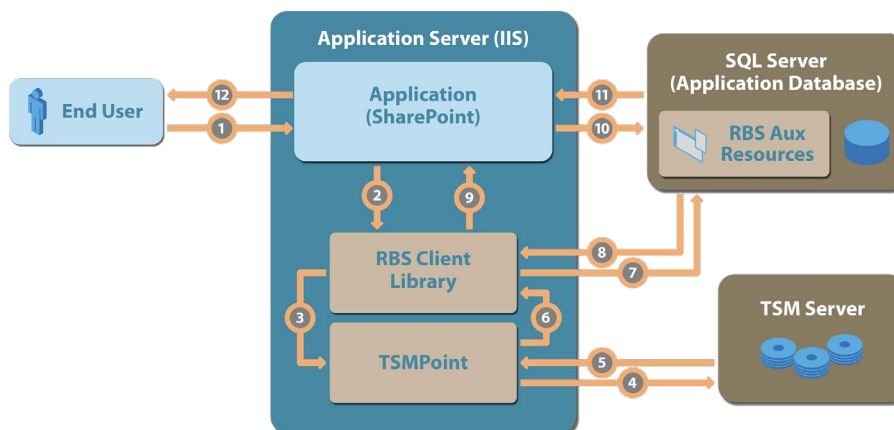 Application Server (IIS)
SQL Server
(Application Database)
End User
12
1
Application
(SharePoint)
11
10
RBS Aux
Resources
2
9
RBS Client
Library
8
7
3
6
TSM Server
TSMPoint
5
4